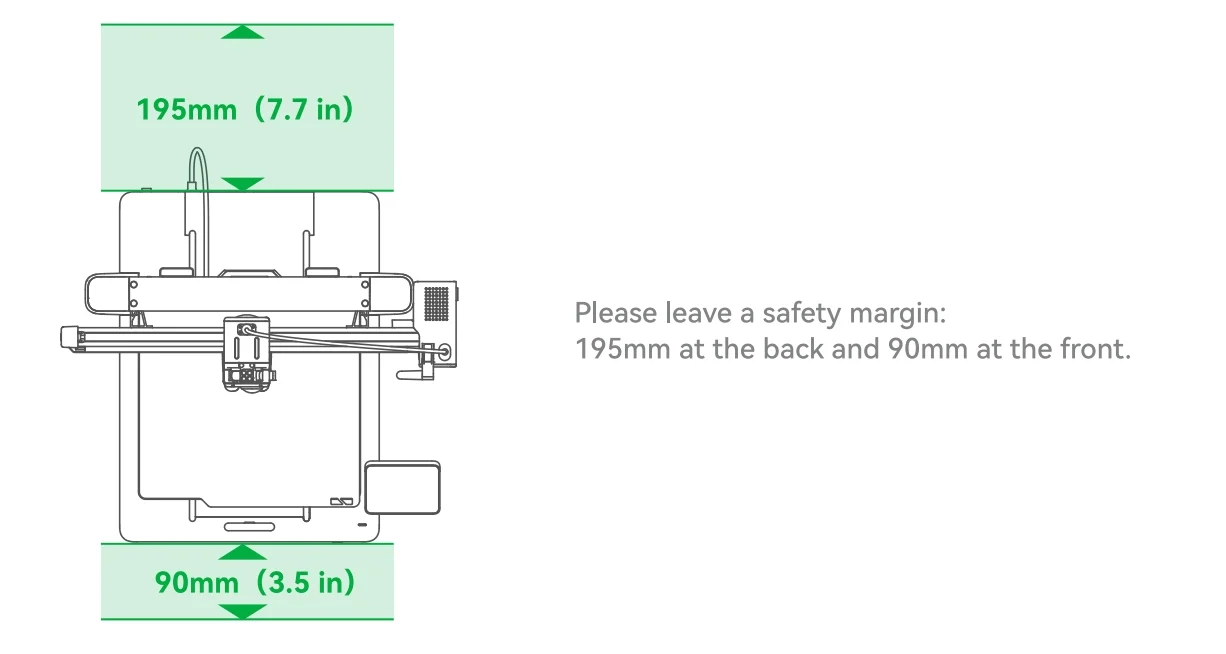 195mm（7.7 in）
Please leave a safety margin:
195mm at the back and 90mm at the front.
90mm（3.5 in）